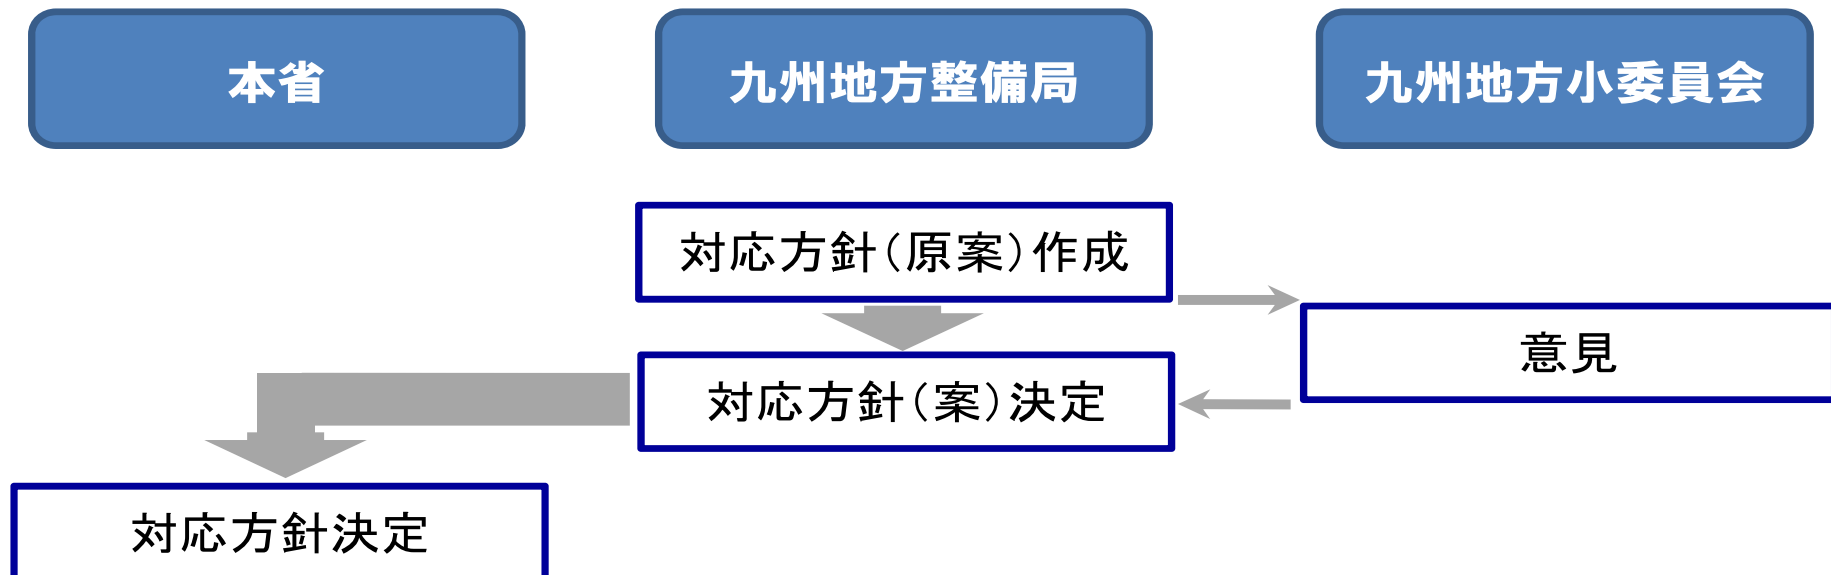 本省
九州地方整備局
九州地方小委員会
対応方針（原案）作成
意見
対応方針（案）決定
対応方針決定